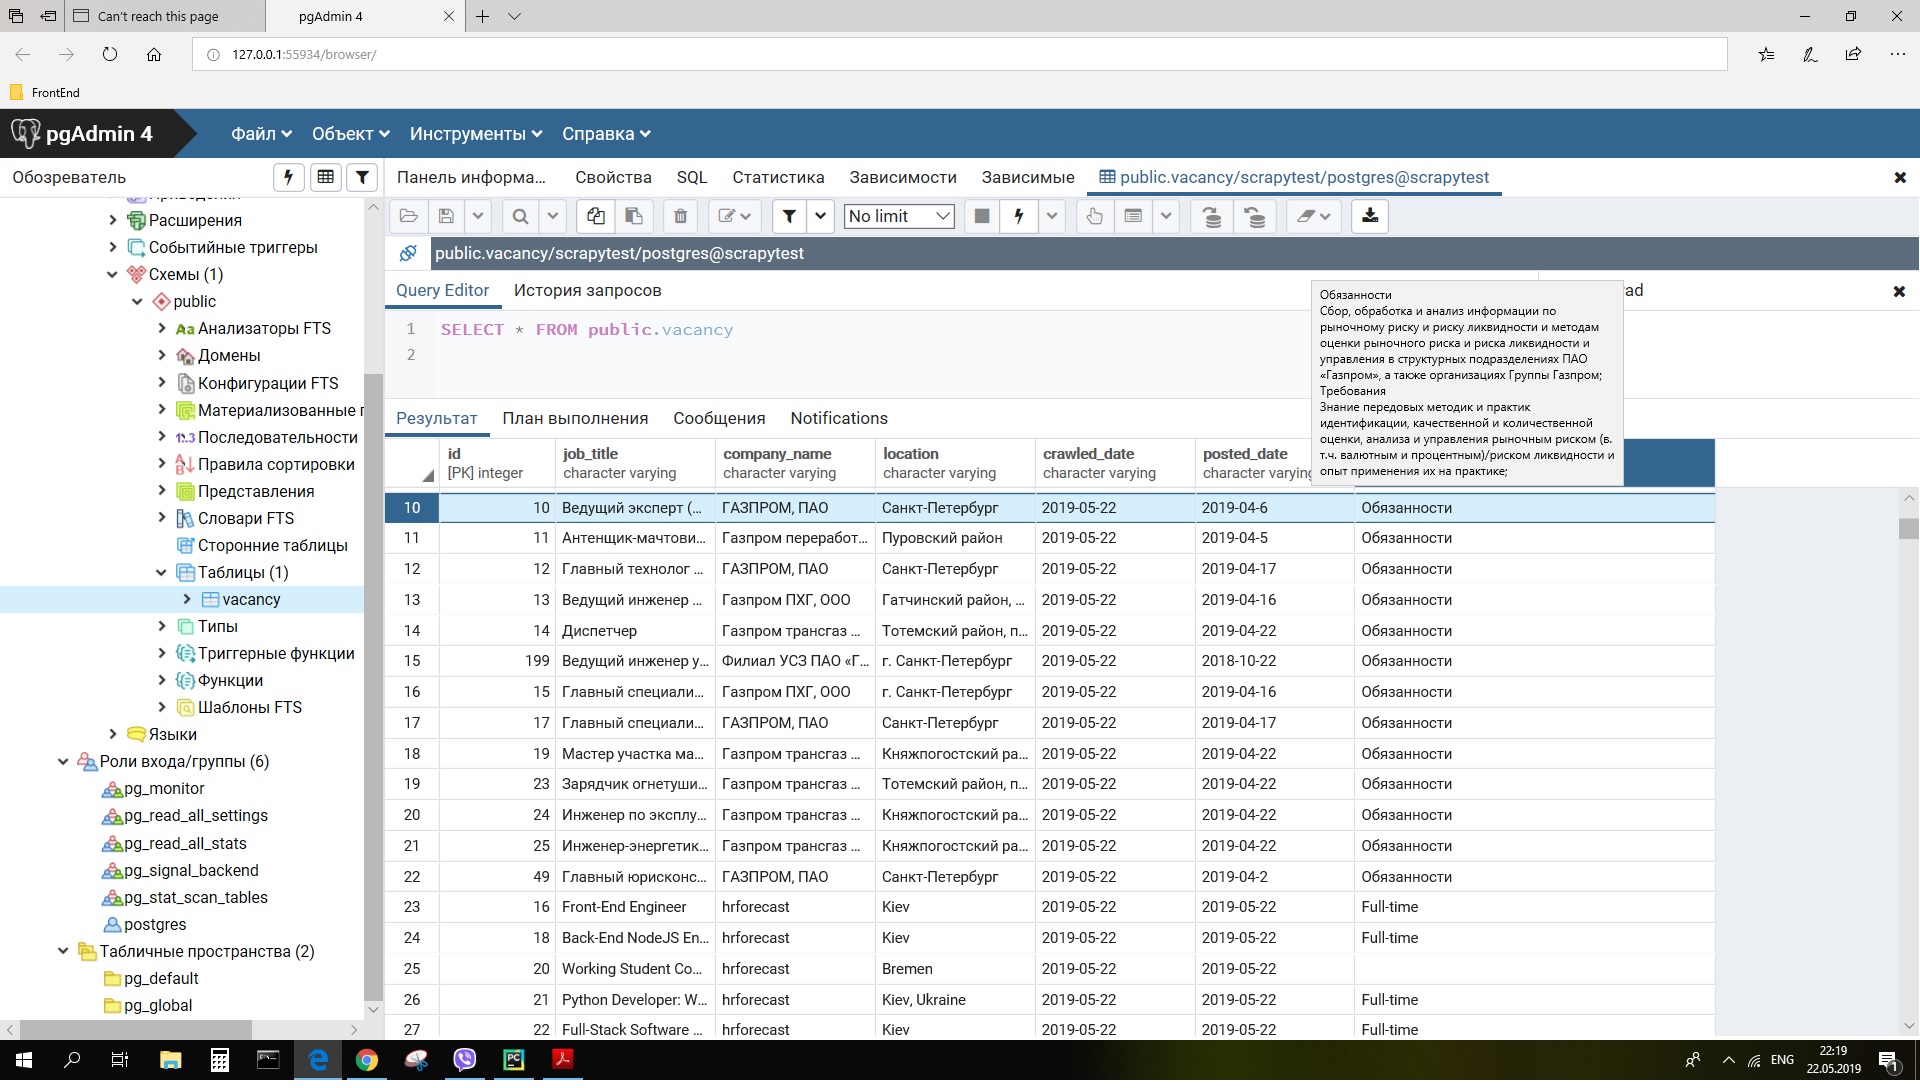 Can't reach this page
pgAdmin 4
127.0.0.1:55934/browser/
FrontEnd
pgAdmin 4
Файл
Объект
Инструменты
Справка
Обозреватель
Панель информа...
Свойства
SQL
Статистика
Зависимости
Зависимые
public.vacancy/scrapytest/postgres@scrapytest
No limit
public.vacancy/scrapytest/postgres@scrapytest
Query Editor
История запросов
1 SELECT * FROM public.vacancy
2
Обязанности
Сбор, обработка и анализ информации по
рыночному риску и риску ликвидности и методам
оценки рыночного риска и риска ликвидности и
управления в структурных подразделениях ПАО
«Газпром», а также организациях Группы Газпром;
Требования
Знание передовых методик и практик
идентификации, качественной и количественной
оценки, анализа и управления рыночным риском (в.
т.ч. валютным и процентным)/риском ликвидности и
опыт применения их на практике;
Расширения
Событийные триггеры
Схемы (1)
public
Анализаторы FTS
Домены
Конфигурации FTS
Материализованные
Последовательности
Правила сортировки
Представления
Словари FTS
Сторонние таблицы
Таблицы (1)
vacancy
Типы
Триггерные функции
Функции
Шаблоны FTS
Языки
Роли входа/группы (6)
pg_monitor
pg_read_all_settings
pg_read_all_stats
pg_signal_backend
pg_stat_scan_tables
postgres
Табличные пространства (2)
pg_default
pg_global
Результат
План выполнения
Сообщения
Notifications
id job_title company_name location crawled_date posted_date
[PK] integer character varying character varying character varying character varying character varying
10 10 Ведущий эксперт (... ГАЗПРОМ, ПАО Санкт-Петербург 2019-05-22 2019-04-6 Обязанности
11 11 Антенщик-мачтови... Газпром переработ... Пуровский район 2019-05-22 2019-04-5 Обязанности
12 12 Главный технолог ... ГАЗПРОМ, ПАО Санкт-Петербург 2019-05-22 2019-04-17 Обязанности
13 13 Ведущий инженер ... Газпром ПХГ, ООО Гатчинский район, ... 2019-05-22 2019-04-16 Обязанности
14 14 Диспетчер Газпром трансгаз ... Тотемский район, п... 2019-05-22 2019-04-22 Обязанности
15 199 Ведущий инженер у... Филиал УСЗ ПАО «Г... г. Санкт-Петербург 2019-05-22 2018-10-22 Обязанности
16 15 Главный специали... Газпром ПХГ, ООО г. Санкт-Петербург 2019-05-22 2019-04-16 Обязанности
17 17 Главный специали... ГАЗПРОМ, ПАО Санкт-Петербург 2019-05-22 2019-04-17 Обязанности
18 19 Мастер участка ма... Газпром трансгаз ... Княжпогостский ра... 2019-05-22 2019-04-22 Обязанности
19 23 Зарядчик огнетуши... Газпром трансгаз ... Тотемский район, п... 2019-05-22 2019-04-22 Обязанности
20 24 Инженер по эксплу... Газпром трансгаз ... Княжпогостский ра... 2019-05-22 2019-04-22 Обязанности
21 25 Инженер-энергетик... Газпром трансгаз ... Княжпогостский ра... 2019-05-22 2019-04-22 Обязанности
22 49 Главный юрисконс... ГАЗПРОМ, ПАО Санкт-Петербург 2019-05-22 2019-04-2 Обязанности
23 16 Front-End Engineer hrforecast Kiev 2019-05-22 2019-05-22 Full-time
24 18 Back-End NodeJS En... hrforecast Kiev 2019-05-22 2019-05-22 Full-time
25 20 Working Student Co... hrforecast Bremen 2019-05-22 2019-05-22
26 21 Python Developer: W... hrforecast Kiev, Ukraine 2019-05-22 2019-05-22 Full-time
27 22 Full-Stack Software ... hrforecast Kiev 2019-05-22 2019-05-22 Full-time
ENG
22:19
22.05.2019
1